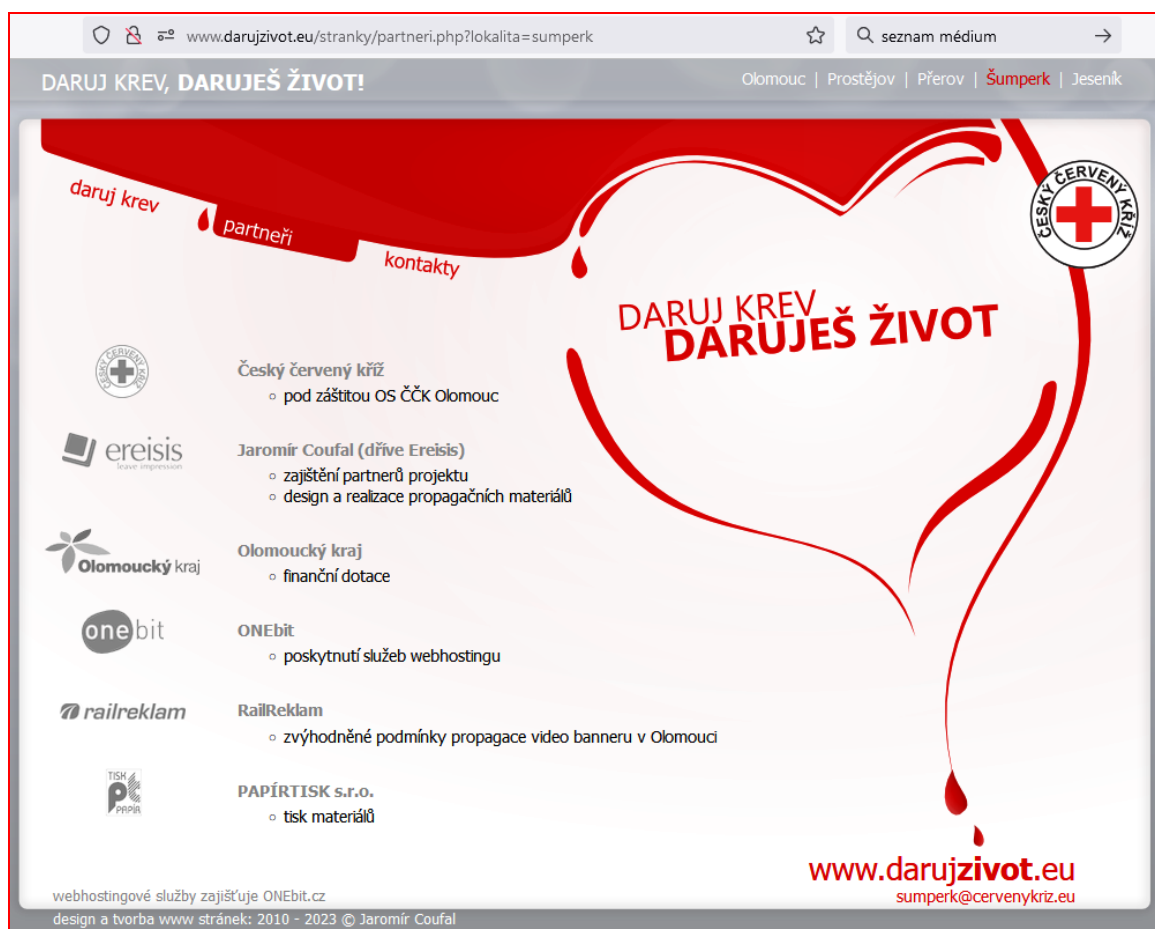 www.darujzivot.eu/stranky/partneri.php?lokalita=sumperk
seznam médium
DARUJ KREV, DARUJEŠ ŽIVOT!
Olomouc | Prostějov | Přerov | Šumperk | Jeseník
daruj krev
partneři
kontakty
ČESKÝ ČERVENÝ KŘÍŽ
DARUJ KREV
DARUJEŠ ŽIVOT
ČESKÝ ČERVENÝ KŘÍŽ
Český červený kříž
pod záštitou OS ČČK Olomouc
ereisis
leave impression
Jaromír Coufal (dříve Ereisis)
zajištění partnerů projektu
design a realizace propagačních materiálů
Olomoucký kraj
Olomoucký kraj
finanční dotace
onebit
ONEbit
poskytnutí služeb webhostingu
railreklam
RailReklam
zvýhodněné podmínky propagace video banneru v Olomouci
TISK
PAPÍR
PAPÍRTISK s.r.o.
tisk materiálů
www.darujzivot.eu
sumperk@cervenykriz.eu
webhostingové služby zajišťuje ONEbit.cz
design a tvorba www stránek: 2010 - 2023 © Jaromír Coufal